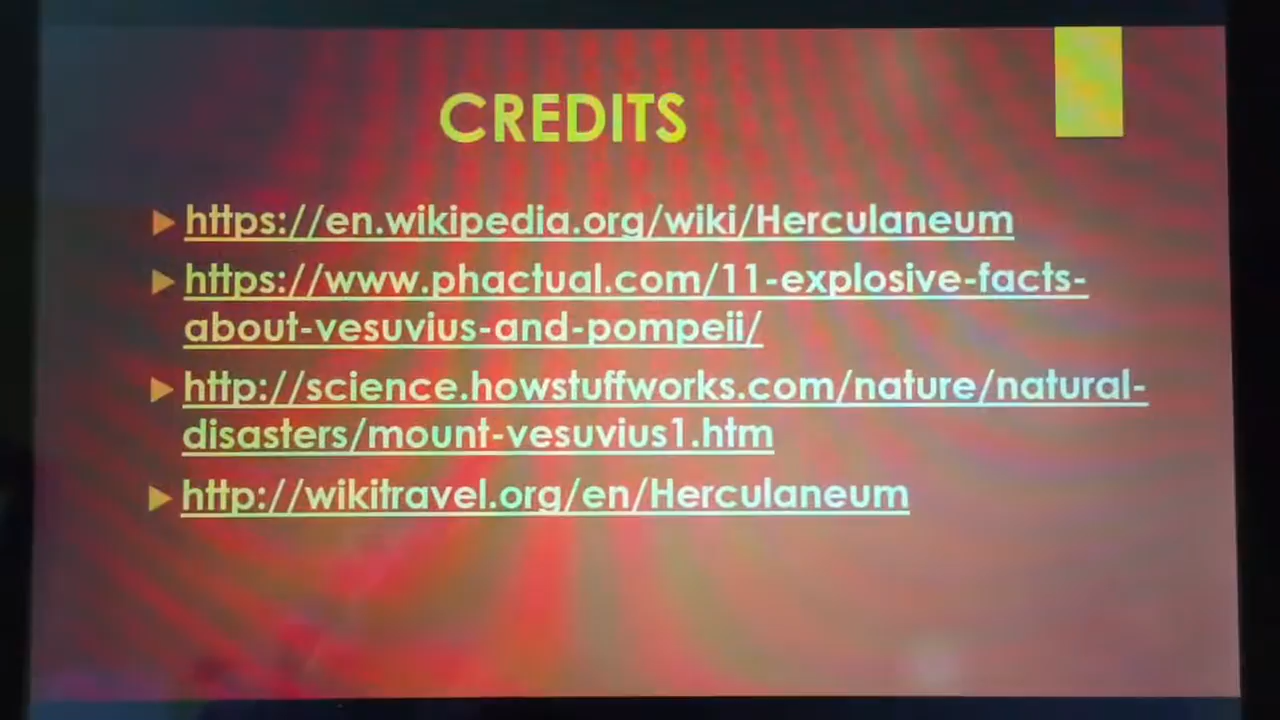 CREDITS
https://en.wikipedia.org/wiki/Herculaneum
https://www.phactual.com/11-explosive-facts-
about-vesuvius-and-pompeii/
http://science.howstuffworks.com/nature/natural-
disasters/mount-vesuvius1.htm
http://wikitravel.org/en/Herculaneum